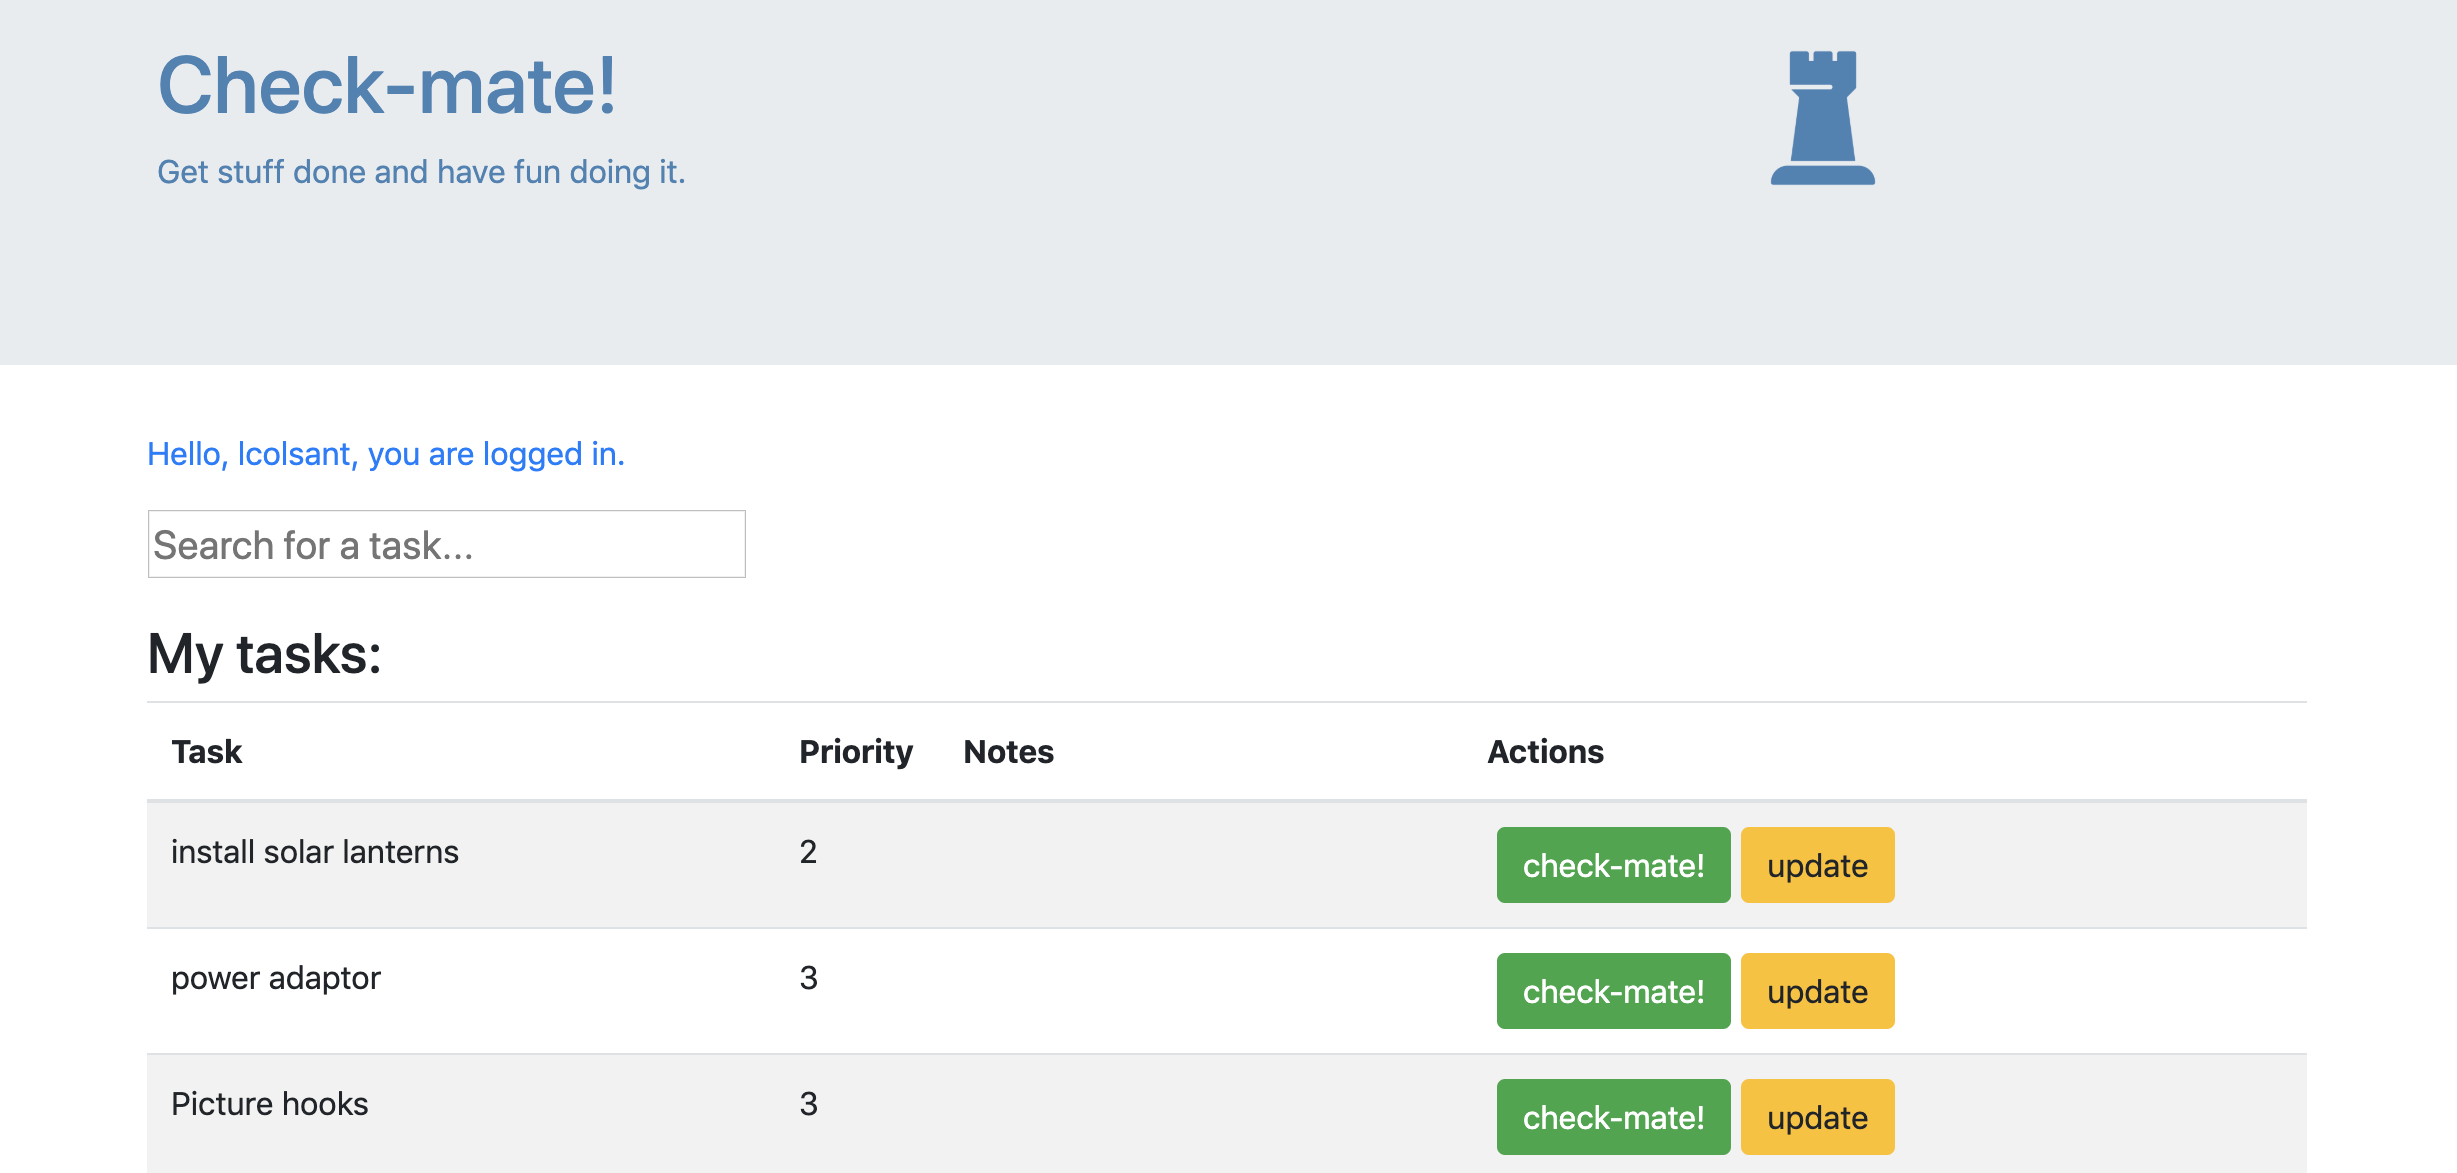 Check-mate!
Get stuff done and have fun doing it.
Hello, lcolsant, you are logged in.
Search for a task...
My tasks:
Task Priority Notes Actions
install solar lanterns 2 check-mate! update
power adaptor 3 check-mate! update
Picture hooks 3 check-mate! update